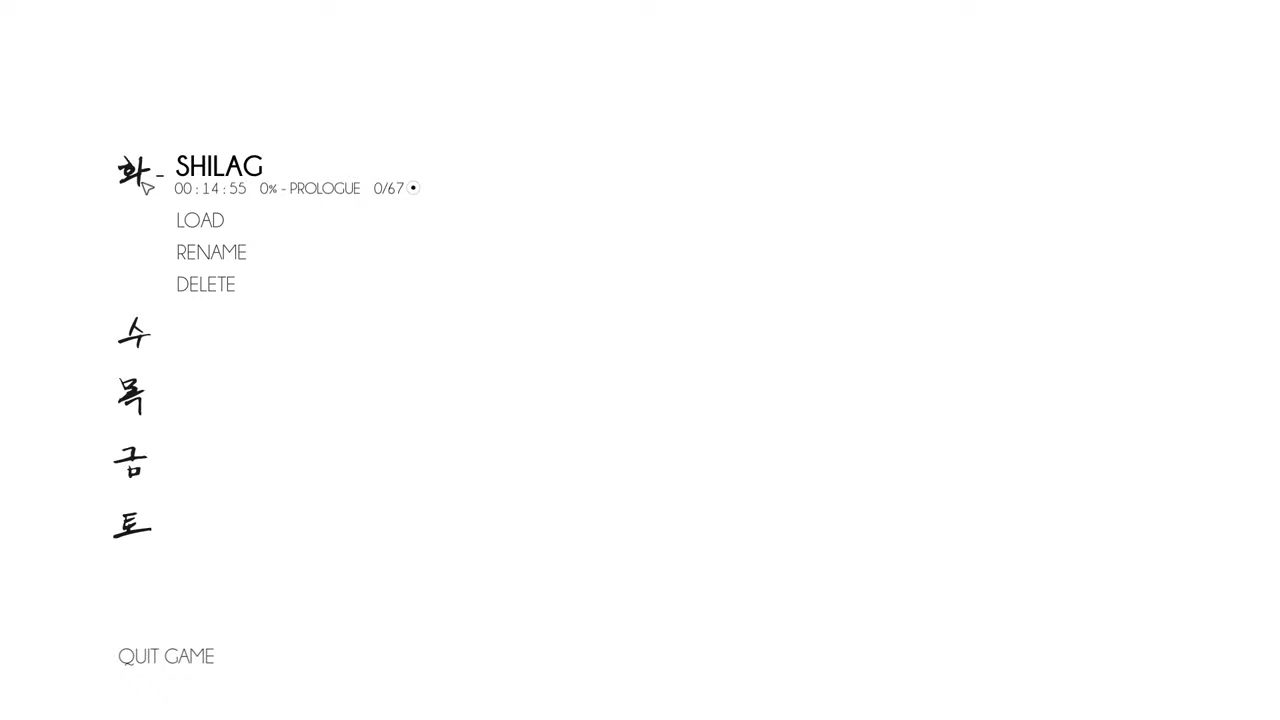 화 - SHILAG
00 : 14 : 55 0% - PROLOGUE 0/67
LOAD
RENAME
DELETE
수
목
금
토
QUIT GAME